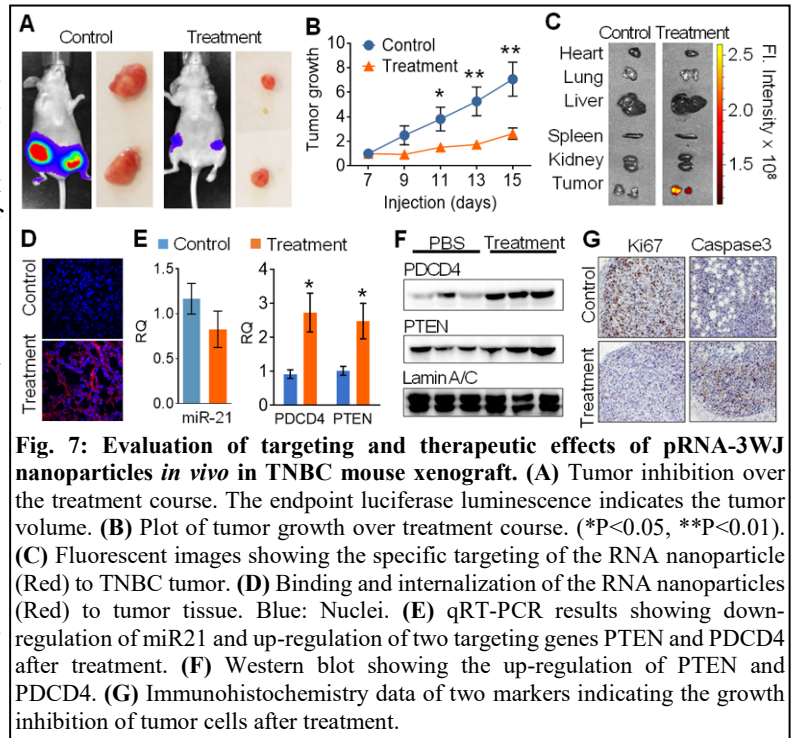 A
Control
Treatment
B
Control
Treatment
Tumor growth
10
8
6
4
2
0
*
**
**
7 9 11 13 15
Injection (days)
C
Control Treatment
Heart
Lung
Liver
Spleen
Kidney
Tumor
2.5
2.0
1.5
Fl. Intensity x 10⁸
D
Control
Treatment
E
Control
Treatment
RQ
1.5
1.0
0.5
0.0
miR-21
RQ
4
3
2
1
0
*
*
PDCD4 PTEN
F
PBS Treatment
PDCD4
PTEN
Lamin A/C
G
Ki67 Caspase3
Control
Treatment
Fig. 7: Evaluation of targeting and therapeutic effects of pRNA-3WJ
nanoparticles in vivo in TNBC mouse xenograft. (A) Tumor inhibition over
the treatment course. The endpoint luciferase luminescence indicates the tumor
volume. (B) Plot of tumor growth over treatment course. (*P<0.05, **P<0.01).
(C) Fluorescent images showing the specific targeting of the RNA nanoparticle
(Red) to TNBC tumor. (D) Binding and internalization of the RNA nanoparticles
(Red) to tumor tissue. Blue: Nuclei. (E) qRT-PCR results showing down-
regulation of miR21 and up-regulation of two targeting genes PTEN and PDCD4
after treatment. (F) Western blot showing the up-regulation of PTEN and
PDCD4. (G) Immunohistochemistry data of two markers indicating the growth
inhibition of tumor cells after treatment.